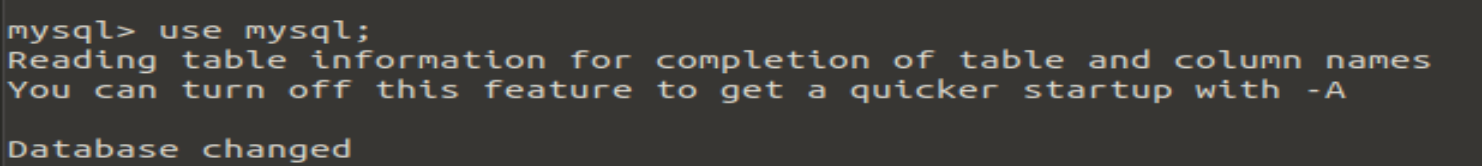 mysql> use mysql;
Reading table information for completion of table and column names
You can turn off this feature to get a quicker startup with -A
Database changed